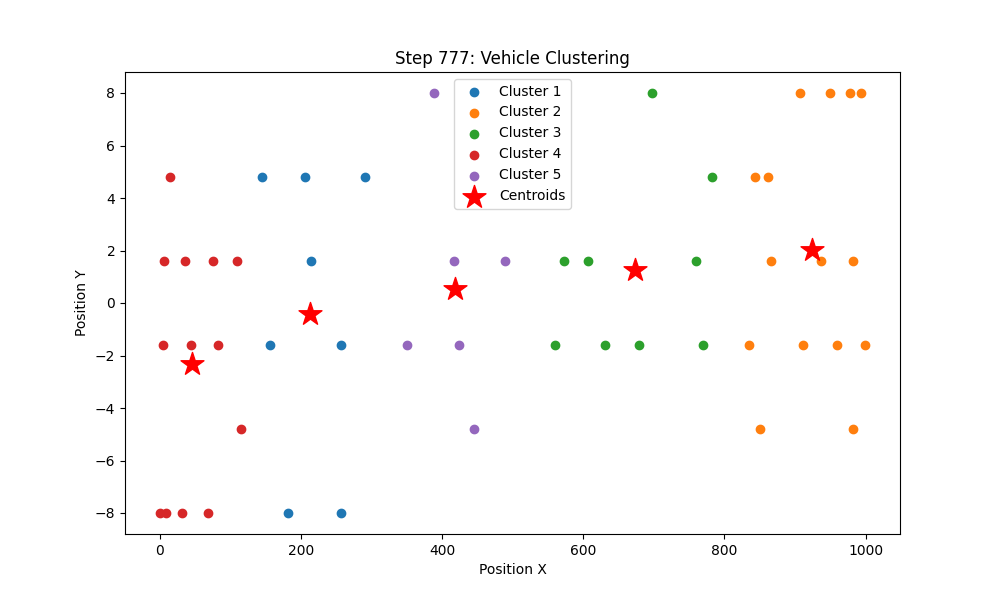 Step 777: Vehicle Clustering
Cluster 1
Cluster 2
Cluster 3
Cluster 4
Cluster 5
Centroids
8
6
4
2
0
−2
−4
−6
−8
Position Y
0 200 400 600 800 1000
Position X